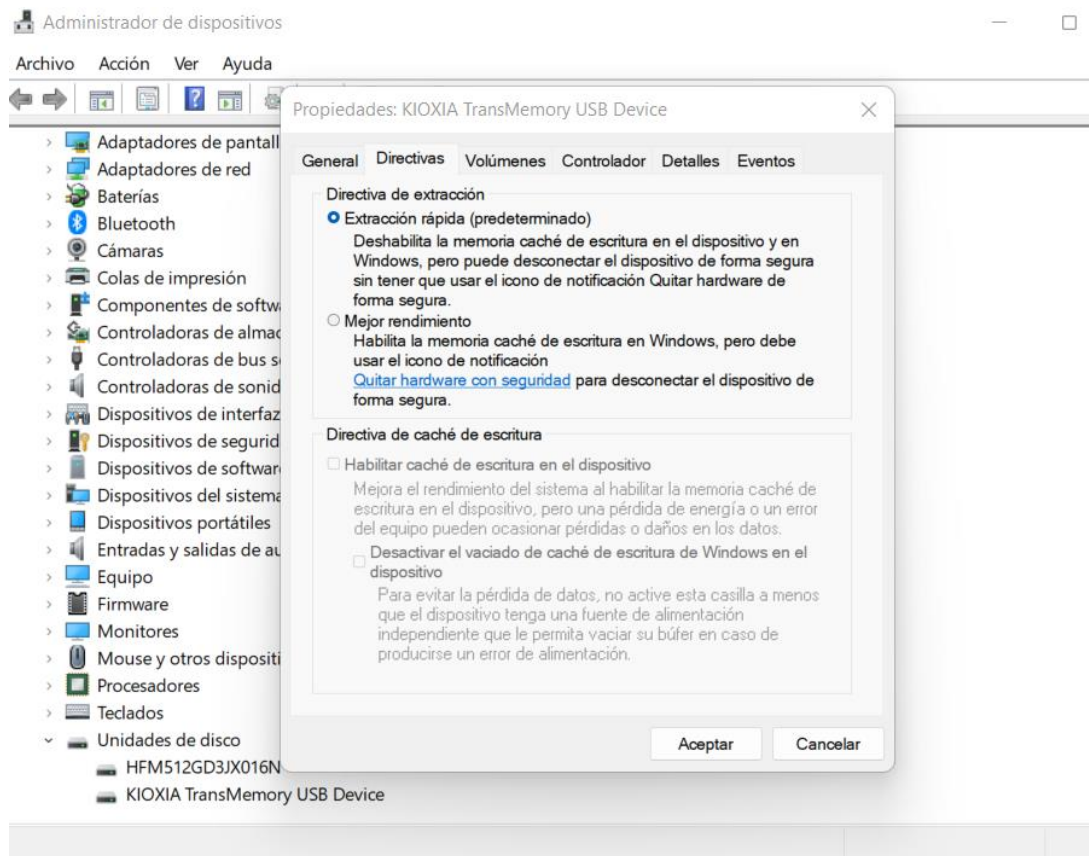 Administrador de dispositivos
Archivo Acción Ver Ayuda
Adaptadores de pantall
Adaptadores de red
Baterías
Bluetooth
Cámaras
Colas de impresión
Componentes de softw
Controladoras de almac
Controladoras de bus s
Controladoras de sonid
Dispositivos de interfaz
Dispositivos de segurid
Dispositivos de software
Dispositivos del sistema
Dispositivos portátiles
Entradas y salidas de au
Equipo
Firmware
Monitores
Mouse y otros dispositi
Procesadores
Teclados
Unidades de disco
HFM512GD3JX016N
KIOXIA TransMemory USB Device
Propiedades: KIOXIA TransMemory USB Device
General Directivas Volúmenes Controlador Detalles Eventos
Directiva de extracción
Extracción rápida (predeterminado)
Deshabilita la memoria caché de escritura en el dispositivo y en
Windows, pero puede desconectar el dispositivo de forma segura
sin tener que usar el icono de notificación Quitar hardware de
forma segura.
Mejor rendimiento
Habilita la memoria caché de escritura en Windows, pero debe
usar el icono de notificación
Quitar hardware con seguridad para desconectar el dispositivo de
forma segura.
Directiva de caché de escritura
Habilitar caché de escritura en el dispositivo
Mejora el rendimiento del sistema al habilitar la memoria caché de
escritura en el dispositivo, pero una pérdida de energía o un error
del equipo pueden ocasionar pérdidas o daños en los datos.
Desactivar el vaciado de caché de escritura de Windows en el
dispositivo
Para evitar la pérdida de datos, no active esta casilla a menos
que el dispositivo tenga una fuente de alimentación
independiente que le permita vaciar su búfer en caso de
producirse un error de alimentación.
Aceptar Cancelar